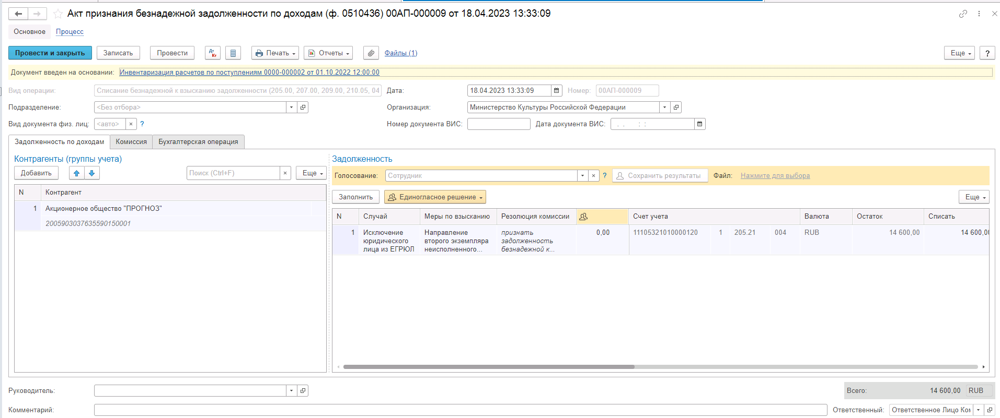 Акт признания безнадежной задолженности по доходам (ф. 0510436) 00АП-000009 от 18.04.2023 13:33:09
Основное Процесс
Провести и закрыть Записать Провести Дт Кт Печать Отчеты Файлы (1) Еще ?
Документ введен на основании: Инвентаризация расчетов по поступлениям 0000-000002 от 01.10.2022 12:00:00
Вид операции: Списание безнадежной к взысканию задолженности (205.00, 207.00, 209.00, 210.05, 04 Дата: 18.04.2023 13:33:09 Номер: 00АП-000009
Подразделение: <Без отбора> Организация: Министерство Культуры Российской Федерации
Вид документа физ. лиц: <авто> × ? Номер документа ВИС: Дата документа ВИС: . . : :
Задолженность по доходам Комиссия Бухгалтерская операция
Контрагенты (группы учета)
Добавить Поиск (Ctrl+F) × Еще
N Контрагент
1 Акционерное общество "ПРОГНОЗ"
2005903037635590150001
Задолженность
Голосование: Сотрудник × ? Сохранить результаты Файл: Нажмите для выбора
Заполнить Единогласное решение Еще
N Случай Меры по взысканию Резолюция комиссии Счет учета Валюта Остаток Списать
1 Исключение Направление признать 0,00 11105321010000120 1 205.21 004 RUB 14 600,00 14 600,00
юридического второго экземпляра задолженность
лица из ЕГРЮЛ неисполненного... безнадежной к...
Руководитель: Всего: 14 600,00 RUB
Комментарий: Ответственный: Ответственное Лицо Ком